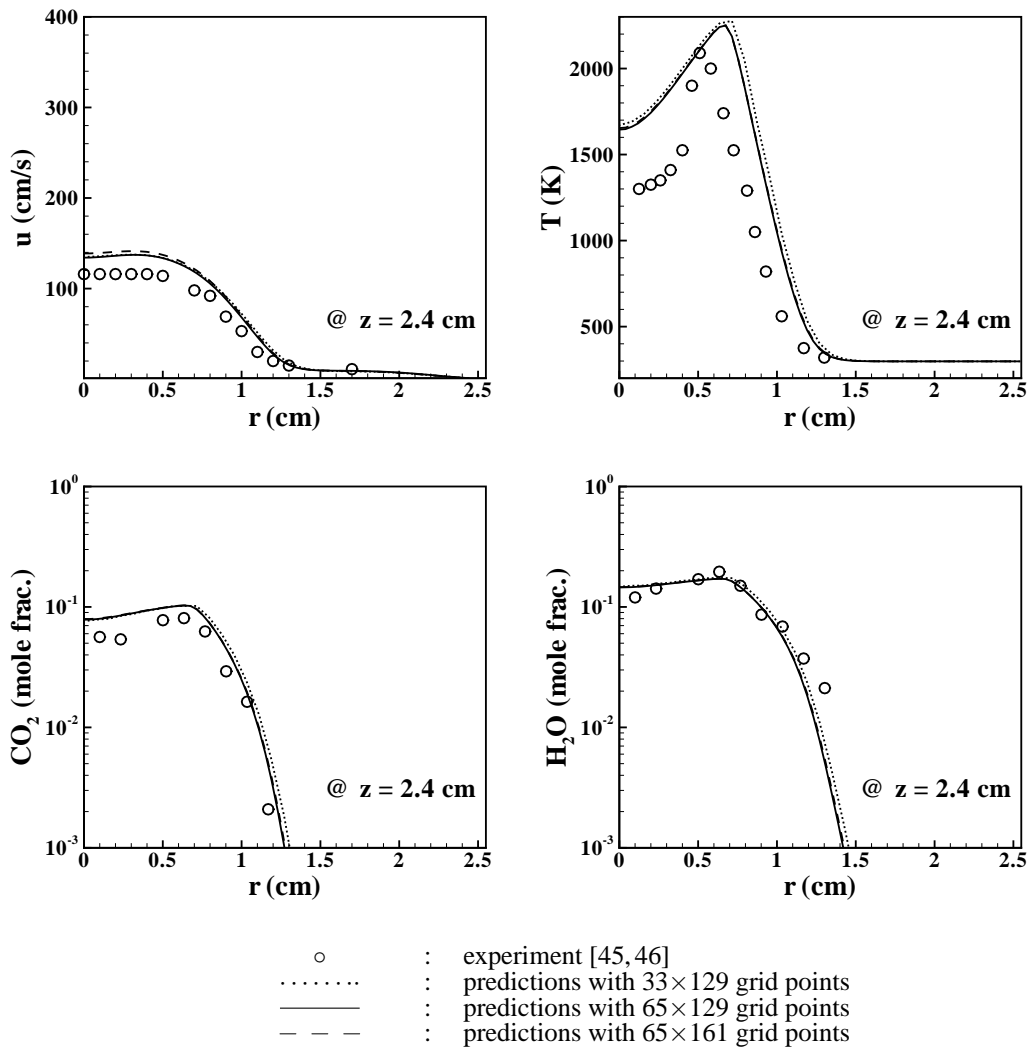 400
300
200
100
u (cm/s)
@ z = 2.4 cm
0 0.5 1 1.5 2 2.5
r (cm)
2000
1500
1000
500
T (K)
@ z = 2.4 cm
0 0.5 1 1.5 2 2.5
r (cm)
10⁰
10⁻¹
10⁻²
10⁻³
CO₂ (mole frac.)
@ z = 2.4 cm
0 0.5 1 1.5 2 2.5
r (cm)
10⁰
10⁻¹
10⁻²
10⁻³
H₂O (mole frac.)
@ z = 2.4 cm
0 0.5 1 1.5 2 2.5
r (cm)
: experiment [45, 46]
: predictions with 33×129 grid points
: predictions with 65×129 grid points
: predictions with 65×161 grid points